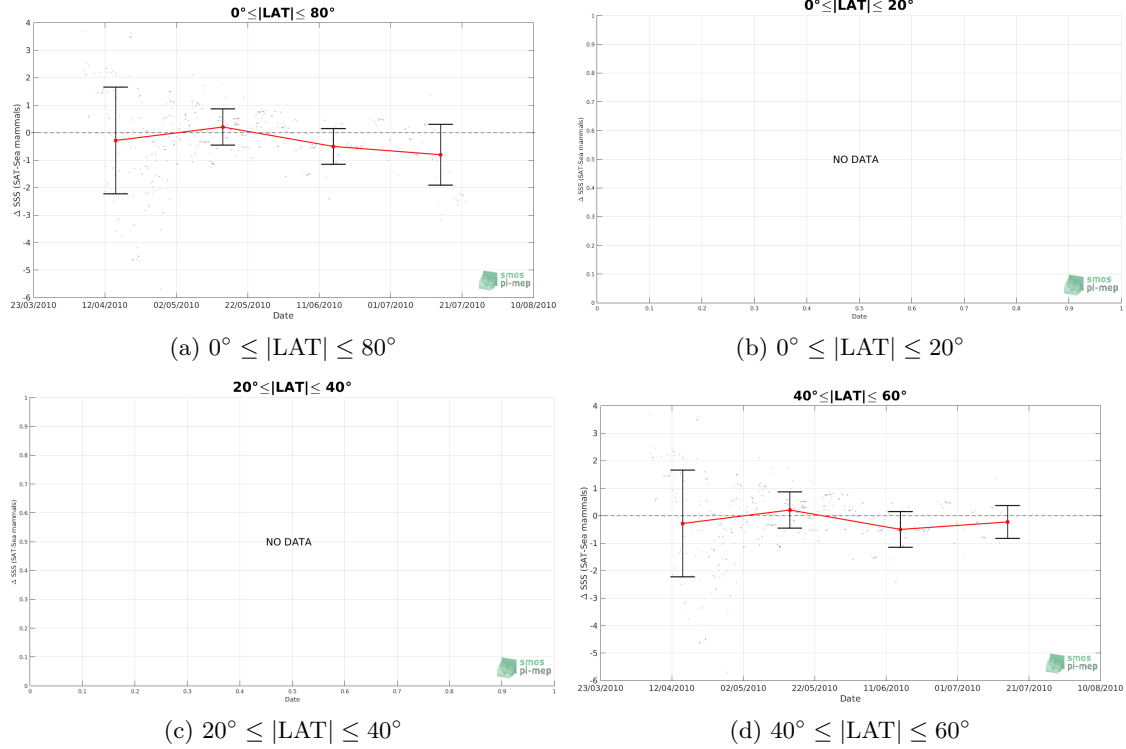 0°≤|LAT|≤ 80°
4
3
2
1
0
-1
-2
-3
-4
-5
-6
Δ SSS (SAT-Sea mammals)
23/03/2010 12/04/2010 02/05/2010 22/05/2010 11/06/2010 01/07/2010 21/07/2010 10/08/2010
Date
smos
pi-mep
(a) 0° ≤ |LAT| ≤ 80°
0°≤|LAT|≤ 20°
1
0.9
0.8
0.7
0.6
0.5
0.4
0.3
0.2
0.1
0
Δ SSS (SAT-Sea mammals)
NO DATA
0 0.1 0.2 0.3 0.4 0.5 0.6 0.7 0.8 0.9 1
Date
smos
pi-mep
(b) 0° ≤ |LAT| ≤ 20°
20°≤|LAT|≤ 40°
1
0.9
0.8
0.7
0.6
0.5
0.4
0.3
0.2
0.1
0
Δ SSS (SAT-Sea mammals)
NO DATA
0 0.1 0.2 0.3 0.4 0.5 0.6 0.7 0.8 0.9 1
Date
smos
pi-mep
(c) 20° ≤ |LAT| ≤ 40°
40°≤|LAT|≤ 60°
4
3
2
1
0
-1
-2
-3
-4
-5
-6
Δ SSS (SAT-Sea mammals)
23/03/2010 12/04/2010 02/05/2010 22/05/2010 11/06/2010 01/07/2010 21/07/2010 10/08/2010
Date
smos
pi-mep
(d) 40° ≤ |LAT| ≤ 60°